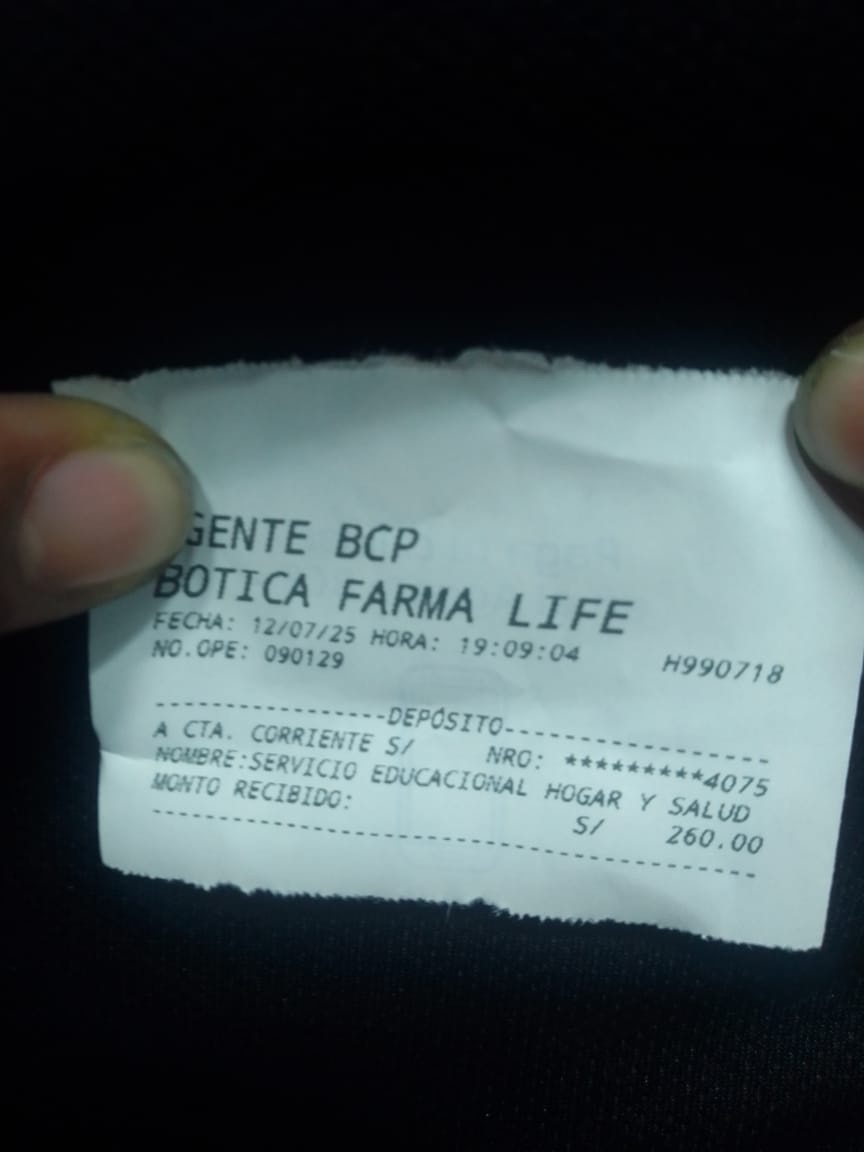 GENTE BCP
BOTICA FARMA LIFE
FECHA: 12/07/25 HORA: 19:09:04 H990718
NO.OPE: 090129
-----------------DEPÓSITO--------------------
A CTA. CORRIENTE S/ NRO: *********4075
NOMBRE:SERVICIO EDUCACIONAL HOGAR Y SALUD
MONTO RECIBIDO: S/ 260.00